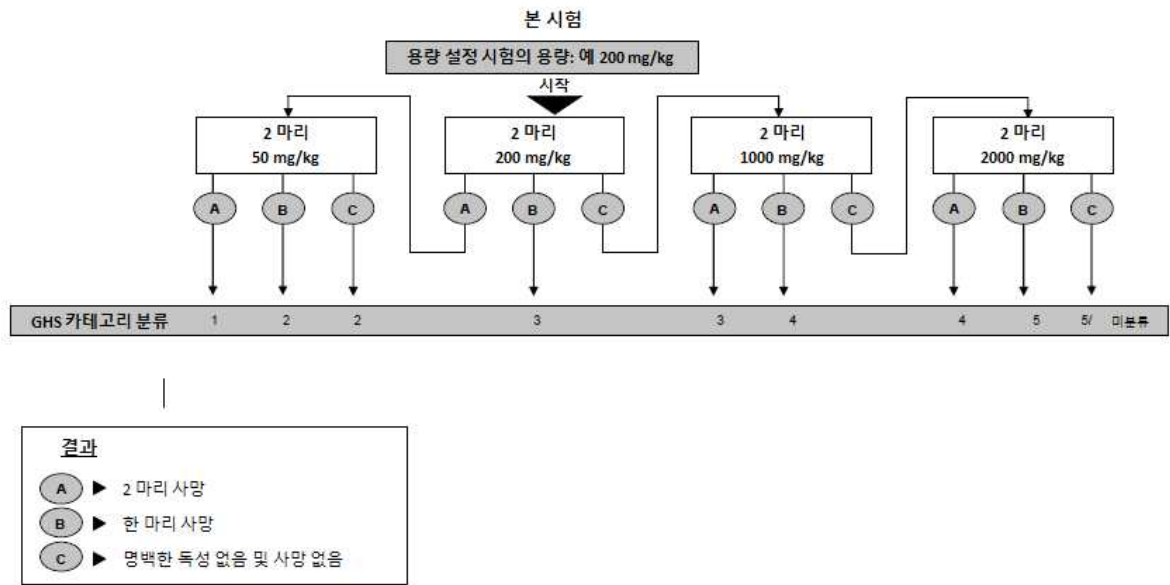 본 시험
용량 설정 시험의 용량: 예 200 mg/kg
시작
2 마리
50 mg/kg
2 마리
200 mg/kg
2 마리
1000 mg/kg
2 마리
2000 mg/kg
A B C A B C A B C A B C
GHS 카테고리 분류 1 2 2 3 3 4 4 5 5/ 미분류
결과
A ▶ 2 마리 사망
B ▶ 한 마리 사망
C ▶ 명백한 독성 없음 및 사망 없음